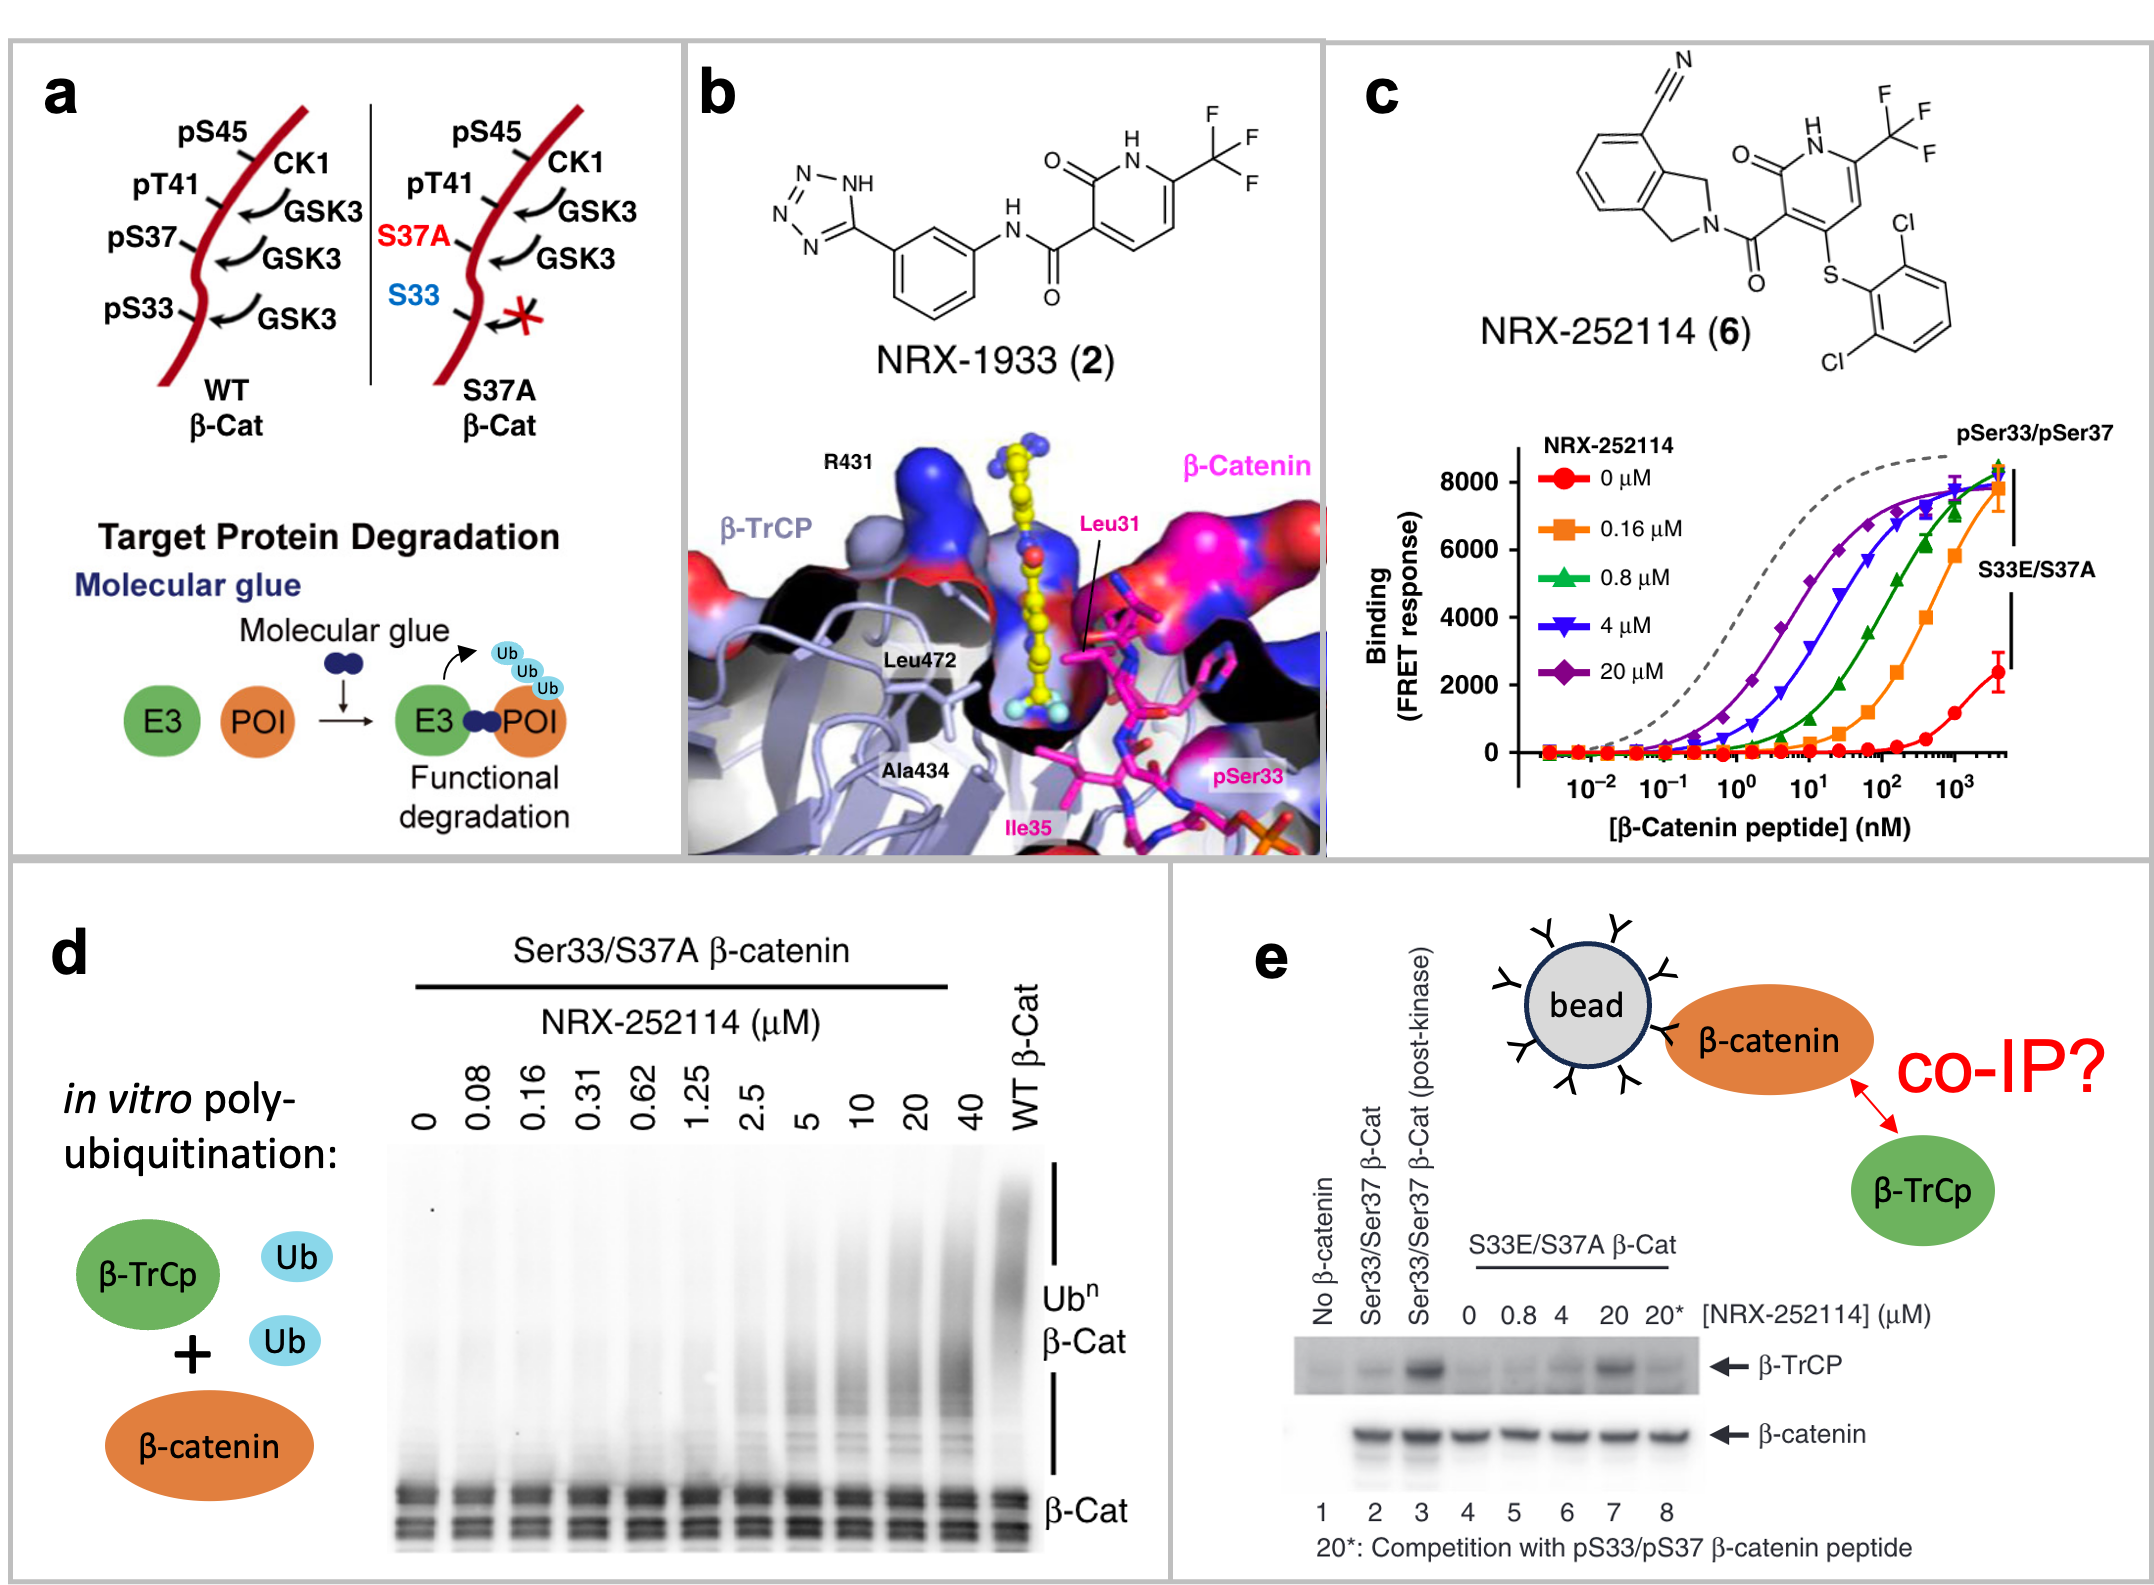 a
pS45
CK1
pT41
GSK3
pS37
GSK3
pS33
GSK3
WT
β-Cat
pS45
CK1
pT41
GSK3
S37A
GSK3
S33
S37A
β-Cat
Target Protein Degradation
Molecular glue
Molecular glue
E3
POI
E3
POI
Ub
Ub
Ub
Functional
degradation
b
N
NH
N
N
H
N
O
O
H
N
F
F
F
NRX-1933 (2)
R431
β-Catenin
β-TrCP
Leu31
Leu472
Ala434
pSer33
Ile35
c
N
N
O
O
H
N
F
F
F
S
Cl
Cl
NRX-252114 (6)
NRX-252114
0 μM
0.16 μM
0.8 μM
4 μM
20 μM
pSer33/pSer37
S33E/S37A
Binding
(FRET response)
8000
6000
4000
2000
0
10⁻² 10⁻¹ 10⁰ 10¹ 10² 10³
[β-Catenin peptide] (nM)
d
in vitro poly-
ubiquitination:
β-TrCp
Ub
Ub
+
β-catenin
Ser33/S37A β-catenin
NRX-252114 (μM)
0 0.08 0.16 0.31 0.62 1.25 2.5 5 10 20 40 WT β-Cat
Ubⁿ
β-Cat
β-Cat
e
bead
β-catenin
co-IP?
β-TrCp
No β-catenin
Ser33/Ser37 β-Cat
Ser33/Ser37 β-Cat (post-kinase)
S33E/S37A β-Cat
0 0.8 4 20 20* [NRX-252114] (μM)
β-TrCP
β-catenin
1 2 3 4 5 6 7 8
20*: Competition with pS33/pS37 β-catenin peptide